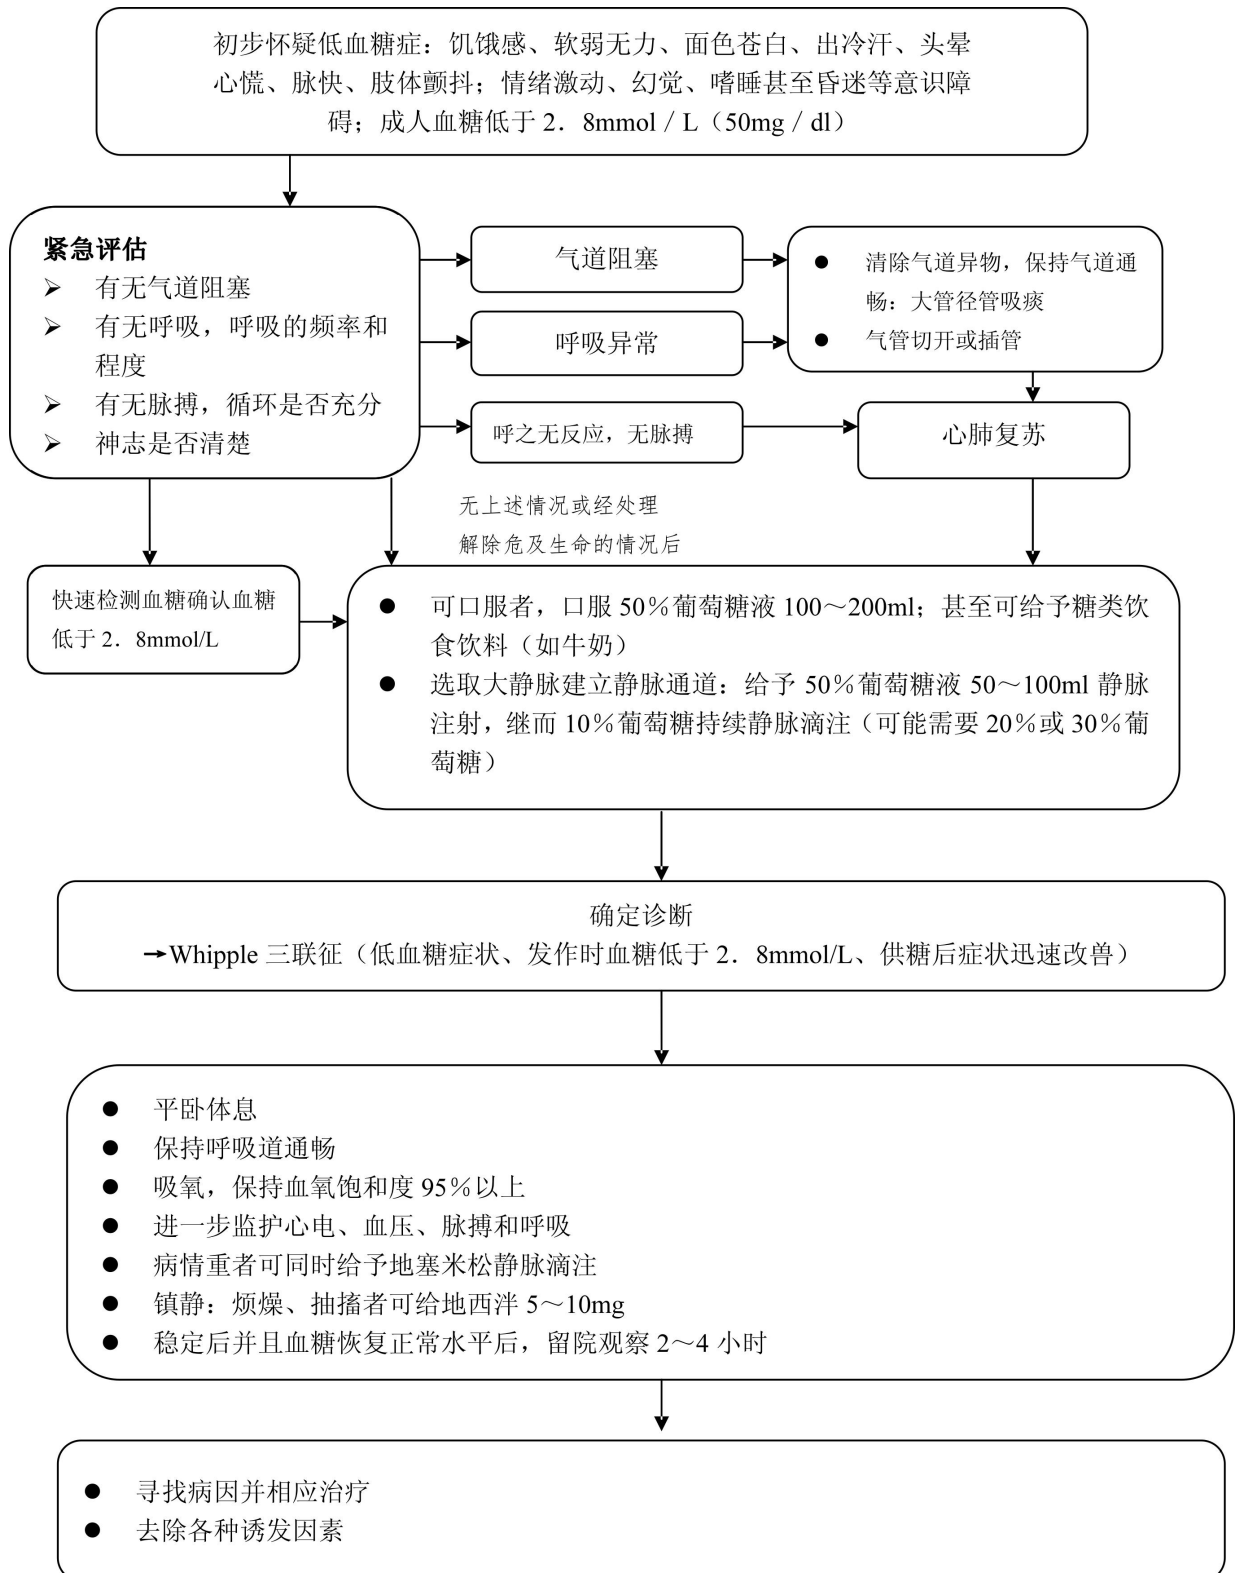 初步怀疑低血糖症：饥饿感、软弱无力、面色苍白、出冷汗、头晕
心慌、脉快、肢体颤抖；情绪激动、幻觉、嗜睡甚至昏迷等意识障
碍；成人血糖低于 2．8mmol / L（50mg / dl）
紧急评估
➢ 有无气道阻塞
➢ 有无呼吸，呼吸的频率和
程度
➢ 有无脉搏，循环是否充分
➢ 神志是否清楚
气道阻塞
呼吸异常
呼之无反应，无脉搏
● 清除气道异物，保持气道通
畅：大管径管吸痰
● 气管切开或插管
心肺复苏
无上述情况或经处理
解除危及生命的情况后
快速检测血糖确认血糖
低于 2．8mmol/L
● 可口服者，口服 50％葡萄糖液 100～200ml；甚至可给予糖类饮
食饮料（如牛奶）
● 选取大静脉建立静脉通道：给予 50％葡萄糖液 50～100ml 静脉
注射，继而 10％葡萄糖持续静脉滴注（可能需要 20％或 30％葡
萄糖）
确定诊断
→Whipple 三联征（低血糖症状、发作时血糖低于 2．8mmol/L、供糖后症状迅速改兽）
● 平卧体息
● 保持呼吸道通畅
● 吸氧，保持血氧饱和度 95％以上
● 进一步监护心电、血压、脉搏和呼吸
● 病情重者可同时给予地塞米松静脉滴注
● 镇静：烦燥、抽搐者可给地西泮 5～10mg
● 稳定后并且血糖恢复正常水平后，留院观察 2～4 小时
● 寻找病因并相应治疗
● 去除各种诱发因素